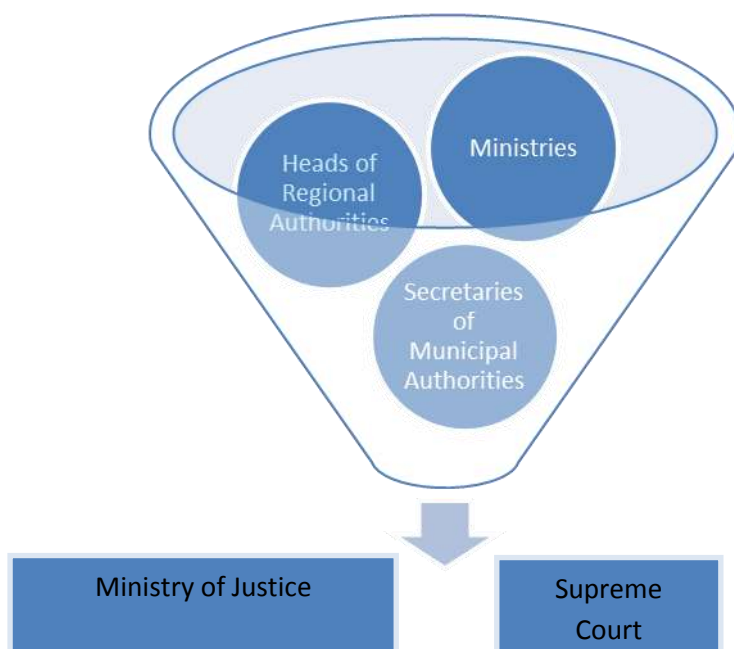 Ministries
Heads of
Regional
Authorities
Secretaries
of
Municipal
Authorities
Ministry of Justice
Supreme
Court